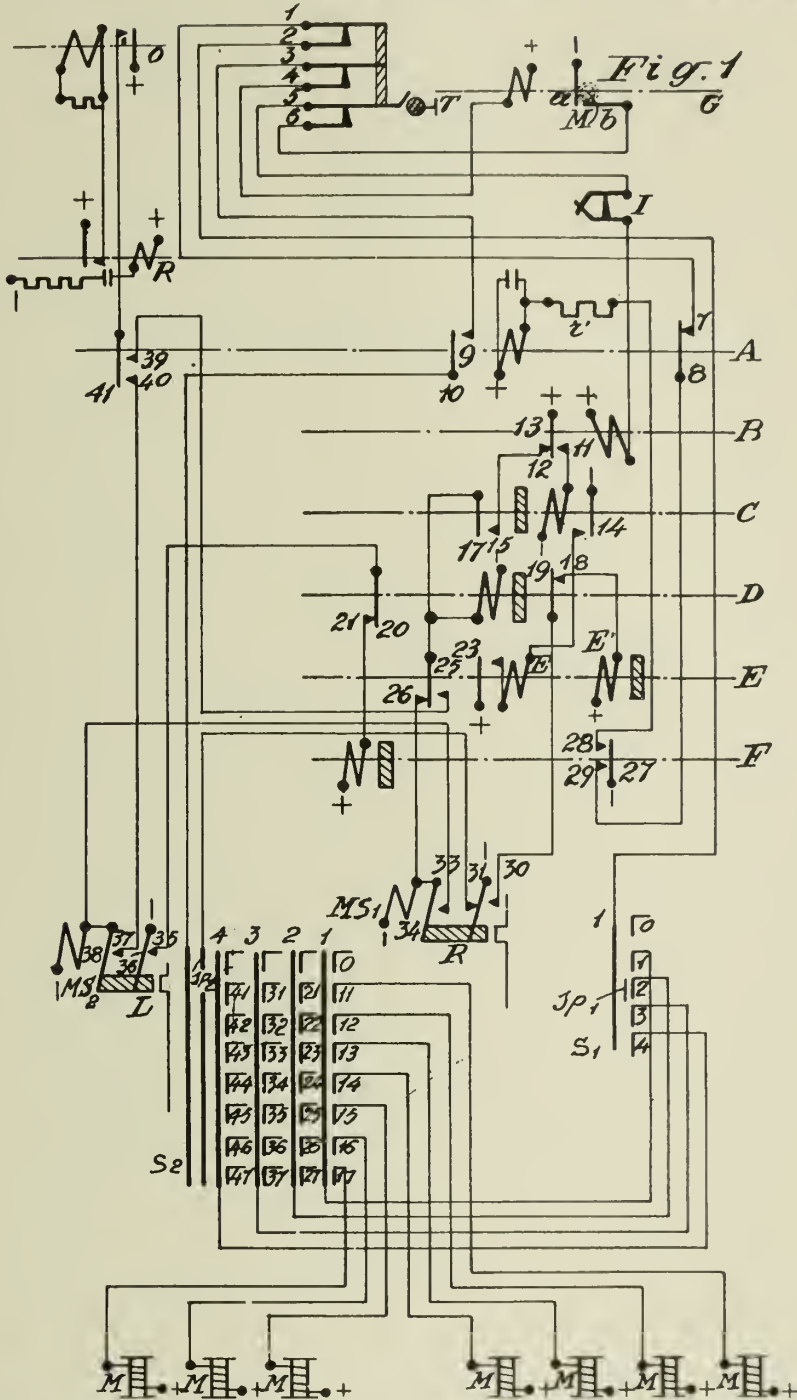 Fig. 1
1
2
3
4
5
6
T
+
O
+
a
M
b
G
I
+
+
R
r'
7
8
9
10
+
A
39
40
41
+ +
13
12
11
B
17
15
19
18
14
C
21
20
D
23
25
26
E
E'
E
+
+
28
29
27
F
+
MS1
33
34
31
30
R
MS2
38
37
36
35
L
4 3 2 1
0
41 31 21 11
42 32 22 12
43 33 23 13
44 34 24 14
45 35 25 15
46 36 26 16
47 37 27 17
S2
1
0
1
2
3
4
Jp1
S1
M + M + M + M + M + M + M +